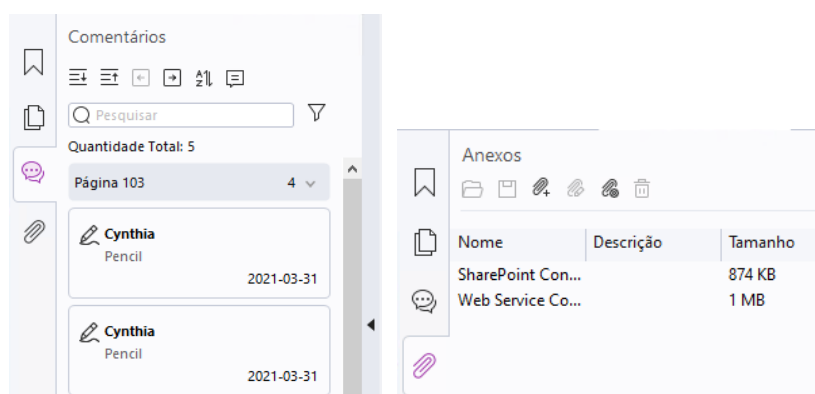 Comentários
Pesquisar
Quantidade Total: 5
Página 103 4
Cynthia
Pencil
2021-03-31
Cynthia
Pencil
2021-03-31
Anexos
Nome Descrição Tamanho
SharePoint Con... 874 KB
Web Service Co... 1 MB